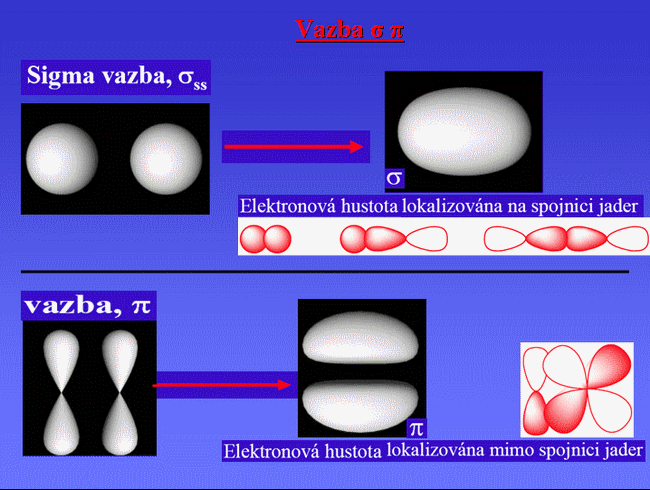 Vazba σ π
Sigma vazba, σss
σ
Elektronová hustota lokalizována na spojnici jader
vazba, π
π
Elektronová hustota lokalizována mimo spojnici jader